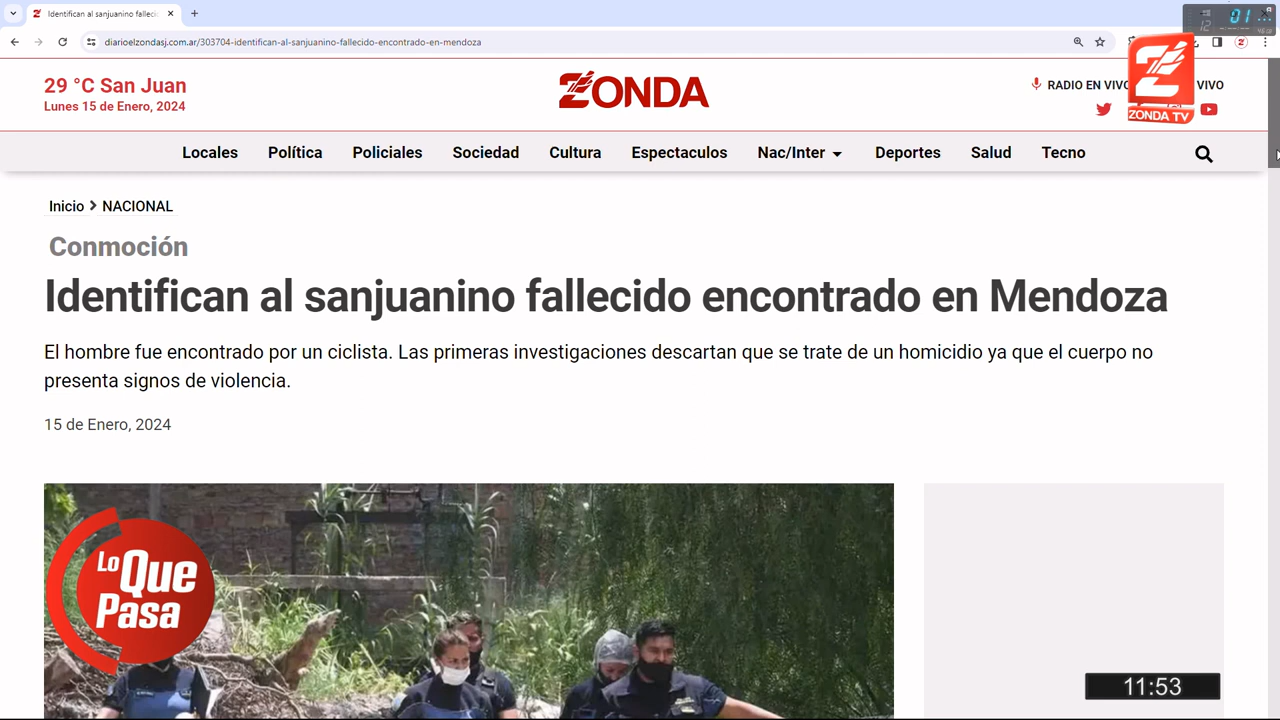 Identifican al sanjuanino falleci
diarioelzondasj.com.ar/303704-identifican-al-sanjuanino-fallecido-encontrado-en-mendoza
01
12
29 °C San Juan
Lunes 15 de Enero, 2024
ZONDA
RADIO EN VIVO
VIVO
ZONDA TV
Locales Política Policiales Sociedad Cultura Espectaculos Nac/Inter Deportes Salud Tecno
Inicio > NACIONAL
Conmoción
Identifican al sanjuanino fallecido encontrado en Mendoza
El hombre fue encontrado por un ciclista. Las primeras investigaciones descartan que se trate de un homicidio ya que el cuerpo no
presenta signos de violencia.
15 de Enero, 2024
Lo Que
Pasa
11:53